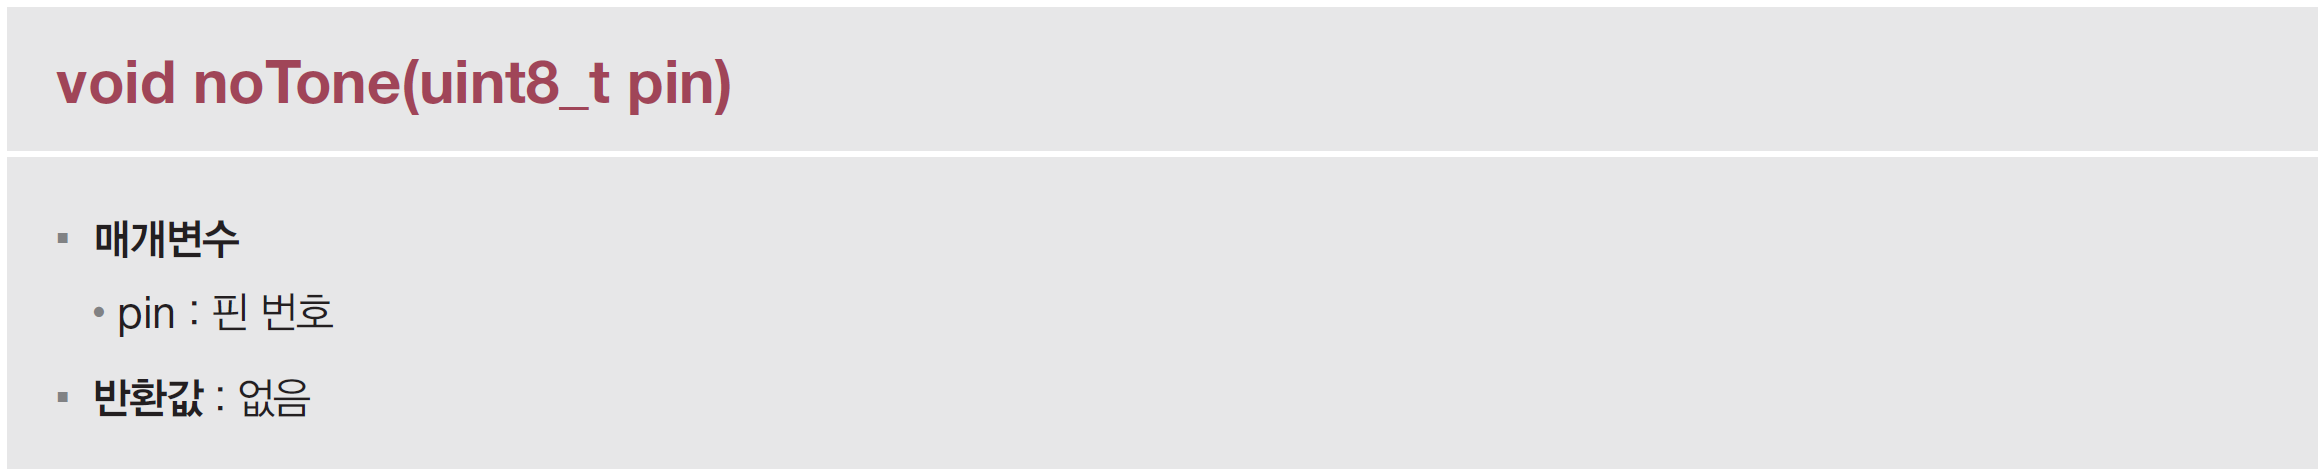 void noTone(uint8_t pin)
▪ 매개변수
• pin : 핀 번호
▪ 반환값 : 없음